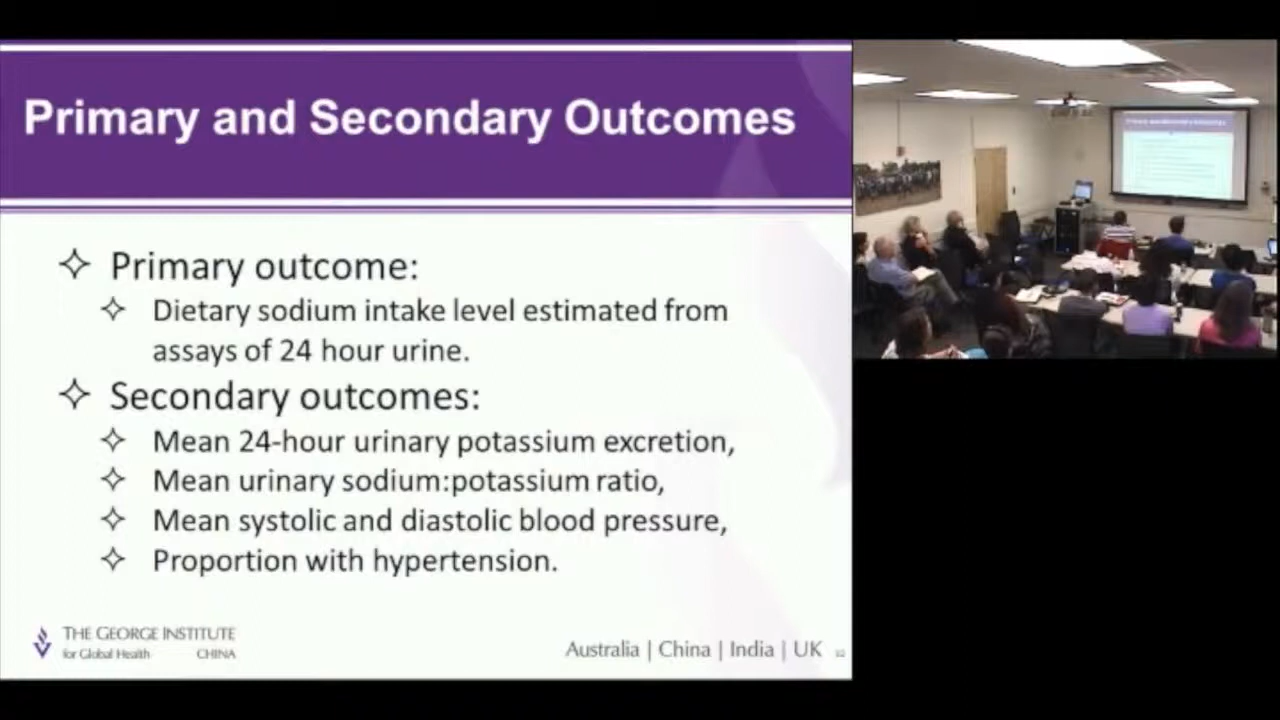 Primary and Secondary Outcomes
Primary outcome:
Dietary sodium intake level estimated from
assays of 24 hour urine.
Secondary outcomes:
Mean 24-hour urinary potassium excretion,
Mean urinary sodium:potassium ratio,
Mean systolic and diastolic blood pressure,
Proportion with hypertension.
THE GEORGE INSTITUTE
for Global Health CHINA
Australia | China | India | UK